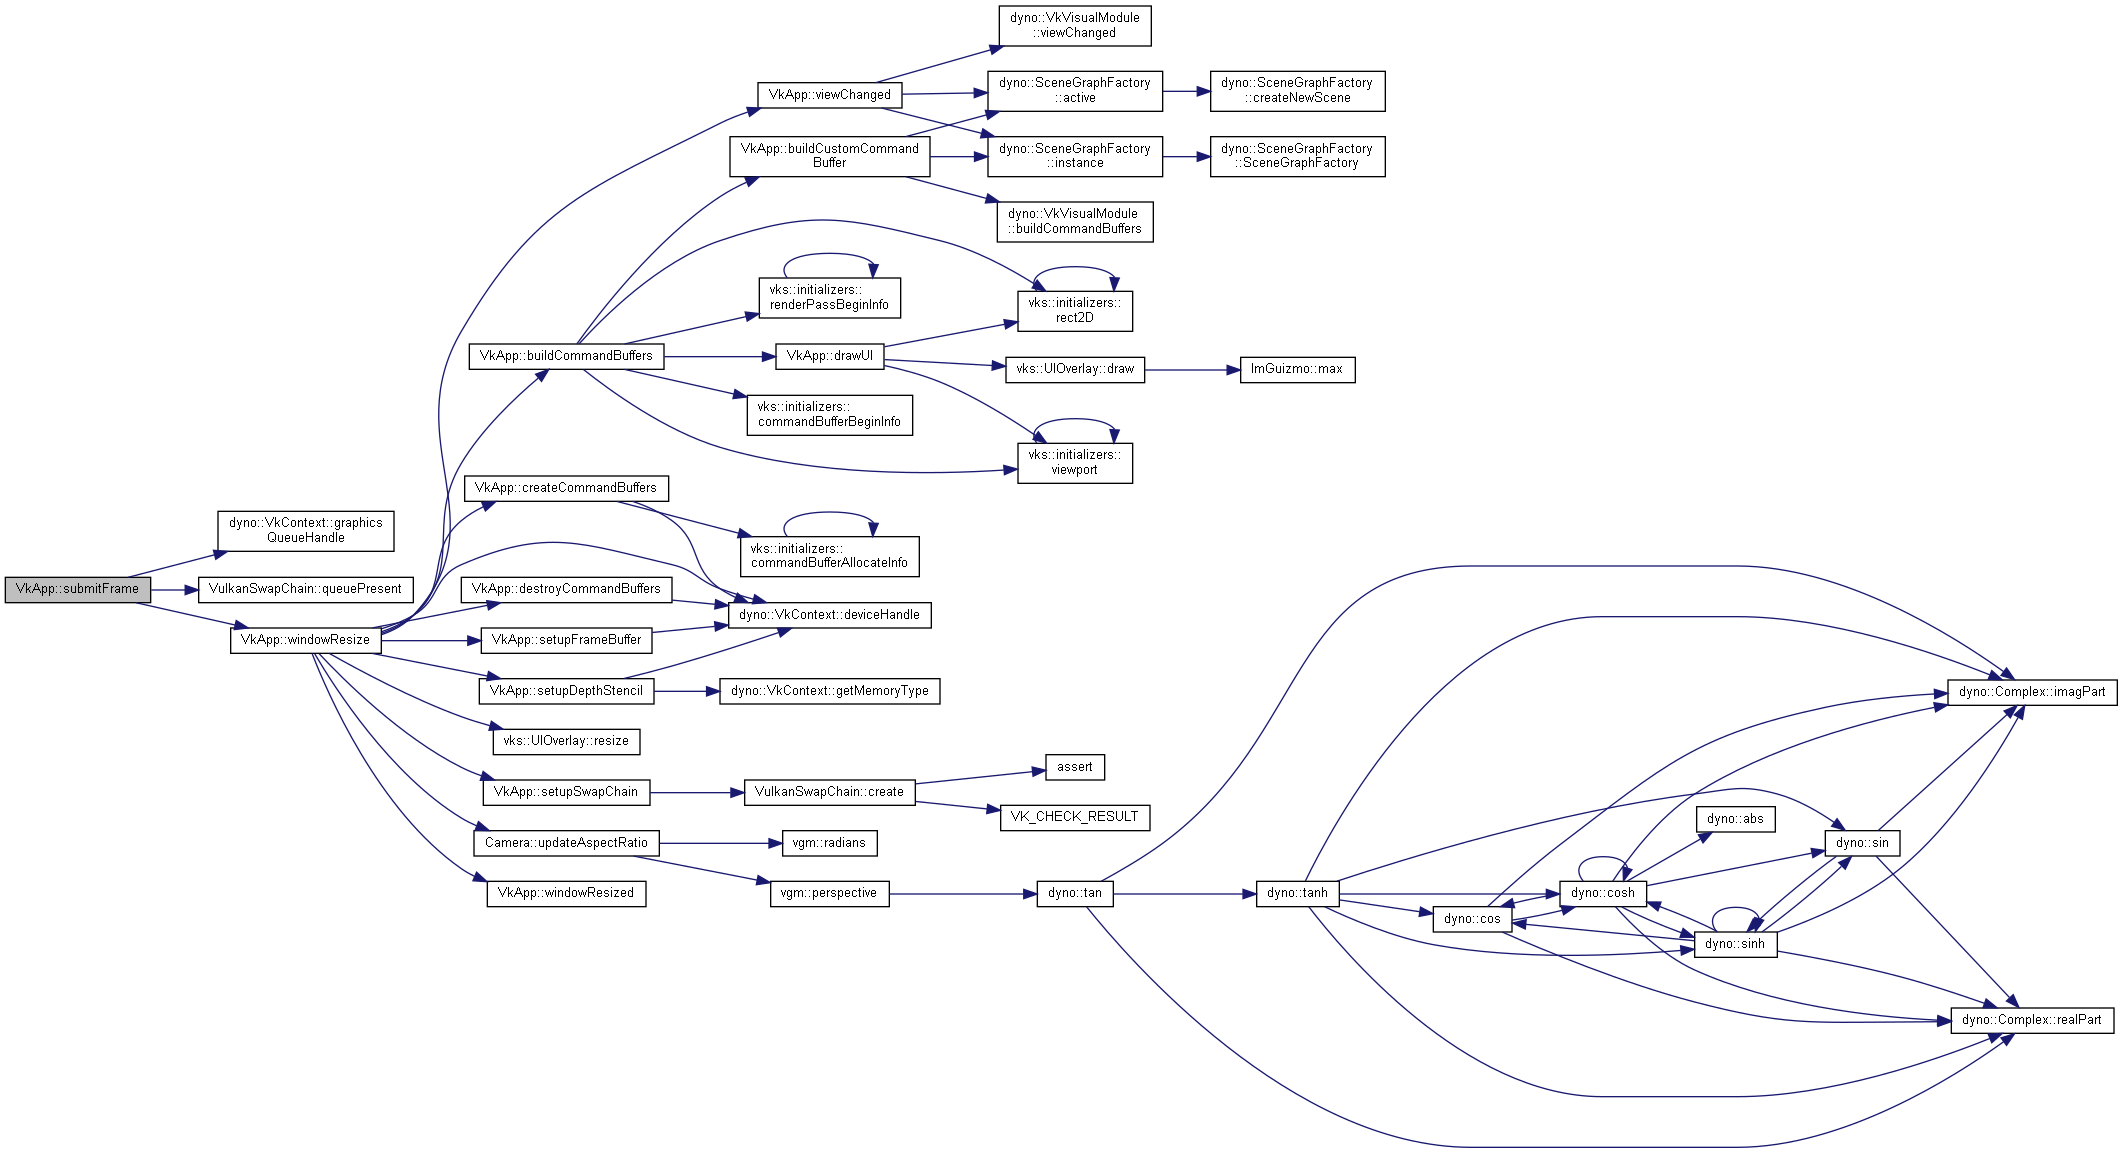 dyno::VkVisualModule
::viewChanged
VkApp::viewChanged
dyno::SceneGraphFactory
::active
dyno::SceneGraphFactory
::createNewScene
VkApp::buildCustomCommand
Buffer
dyno::SceneGraphFactory
::instance
dyno::SceneGraphFactory
::SceneGraphFactory
dyno::VkVisualModule
::buildCommandBuffers
vks::initializers::
renderPassBeginInfo
vks::initializers::
rect2D
VkApp::buildCommandBuffers
VkApp::drawUI
vks::UIOverlay::draw
ImGuizmo::max
vks::initializers::
commandBufferBeginInfo
vks::initializers::
viewport
VkApp::createCommandBuffers
dyno::VkContext::graphics
QueueHandle
vks::initializers::
commandBufferAllocateInfo
VkApp::submitFrame
VulkanSwapChain::queuePresent
VkApp::destroyCommandBuffers
dyno::VkContext::deviceHandle
VkApp::windowResize
VkApp::setupFrameBuffer
VkApp::setupDepthStencil
dyno::VkContext::getMemoryType
dyno::Complex::imagPart
vks::UIOverlay::resize
assert
VkApp::setupSwapChain
VulkanSwapChain::create
VK_CHECK_RESULT
dyno::abs
Camera::updateAspectRatio
vgm::radians
dyno::sin
VkApp::windowResized
vgm::perspective
dyno::tan
dyno::tanh
dyno::cosh
dyno::cos
dyno::sinh
dyno::Complex::realPart